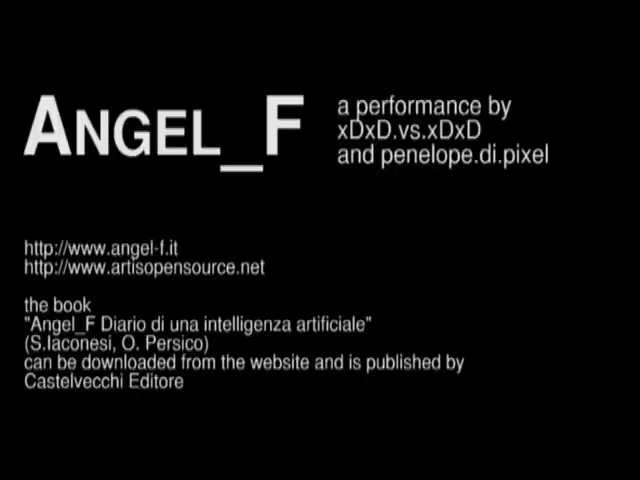 ANGEL_F
a performance by
xDxD.vs.xDxD
and penelope.di.pixel
http://www.angel-f.it
http://www.artisopensource.net
the book
"Angel_F Diario di una intelligenza artificiale"
(S.Iaconesi, O. Persico)
can be downloaded from the website and is published by
Castelvecchi Editore